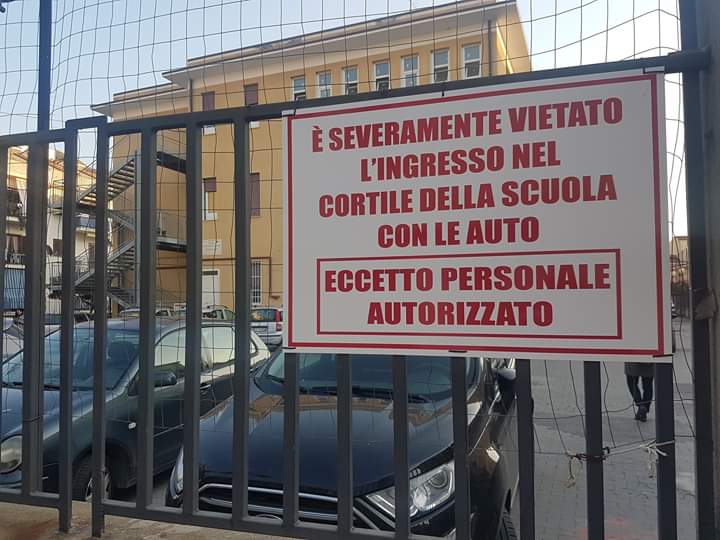 È SEVERAMENTE VIETATO
L'INGRESSO NEL
CORTILE DELLA SCUOLA
CON LE AUTO
ECCETTO PERSONALE
AUTORIZZATO